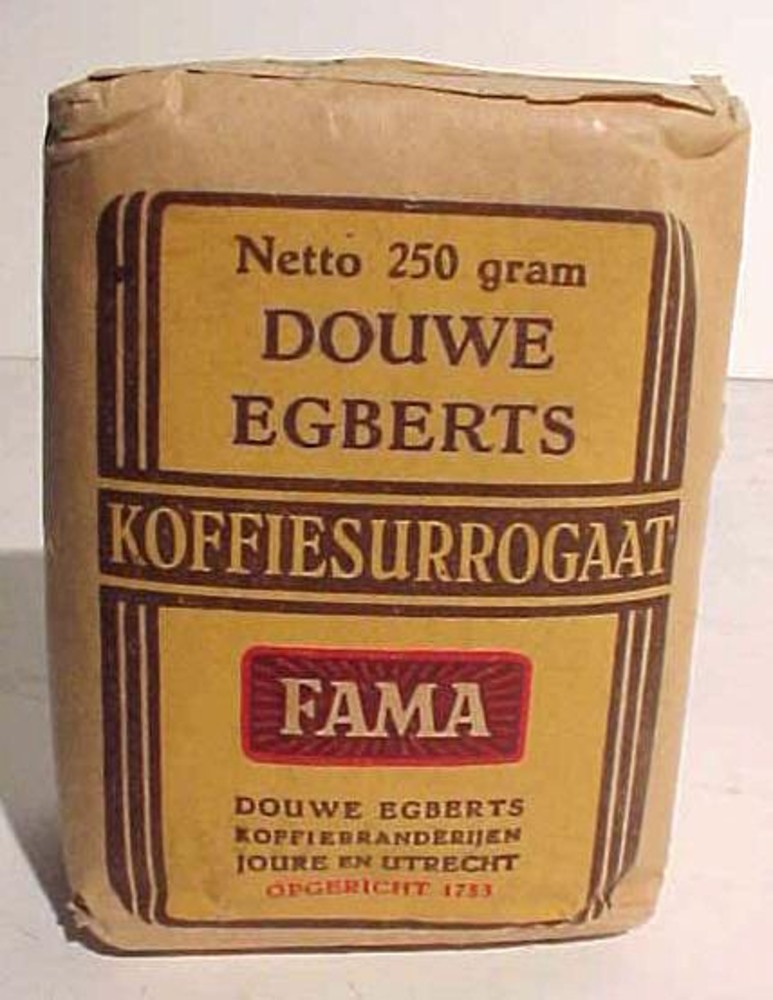 Netto 250 gram
DOUWE
EGBERTS
KOFFIESURROGAAT
FAMA
DOUWE EGBERTS
KOFFIEBRANDERIJEN
JOURE EN UTRECHT
OPGERICHT 1753